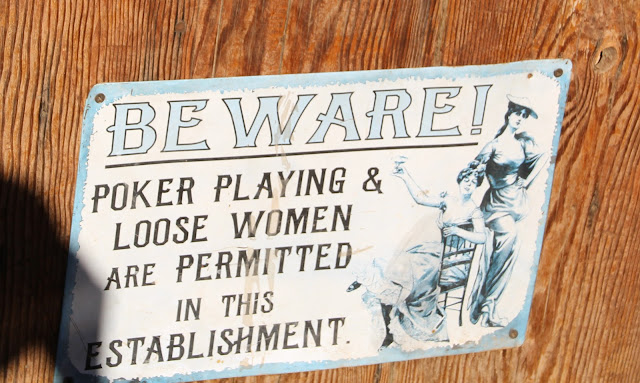 BEWARE!
POKER PLAYING &
LOOSE WOMEN
ARE PERMITTED
IN THIS
ESTABLISHMENT.